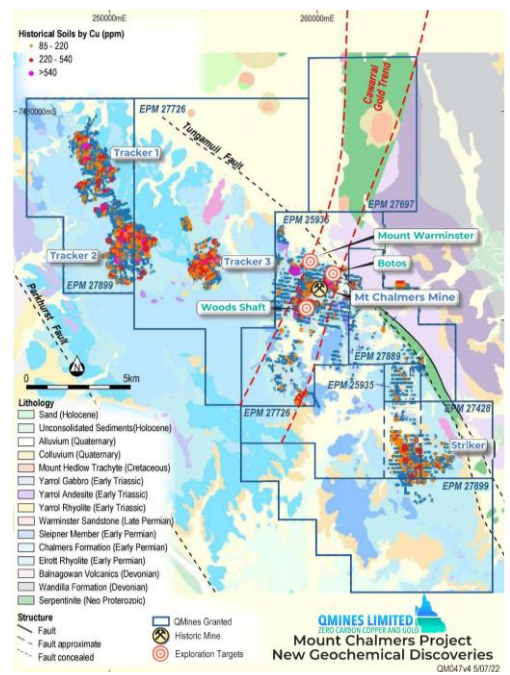 250000mE
260000mE
Historical Soils by Cu (ppm)
85 - 220
220 - 540
>540
7430000mS
EPM 27726
Cawarral Gold Trend
Tungamull Fault
Tracker 1
EPM 27697
EPM 25935
Mount Warminster
Tracker 2
Tracker 3
Botos
EPM 27899
Woods Shaft
Mt Chalmers Mine
Parkhurst Fault
EPM 27889
0
5km
EPM 25935
EPM 27726
EPM 27428
Striker
EPM 27899
Lithology
Sand (Holocene)
Unconsolidated Sediments(Holocene)
Alluvium (Quaternary)
Colluvium (Quaternary)
Mount Hedlow Trachyte (Cretaceous)
Yarrol Gabbro (Early Triassic)
Yarrol Andesite (Early Triassic)
Yarrol Rhyolite (Early Triassic)
Warminster Sandstone (Late Permian)
Sleipner Member (Early Permian)
Chalmers Formation (Early Permian)
Elrott Rhyolite (Early Permian)
Balnagowan Volcanics (Devonian)
Wandilla Formation (Devonian)
Serpentinite (Neo Proterozoic)
Structure
Fault
Fault approximate
Fault concealed
QMines Granted
Historic Mine
Exploration Targets
QMINES LIMITED
ZERO CARBON COPPER AND GOLD
Mount Chalmers Project
New Geochemical Discoveries
QM047v4 5/07/22